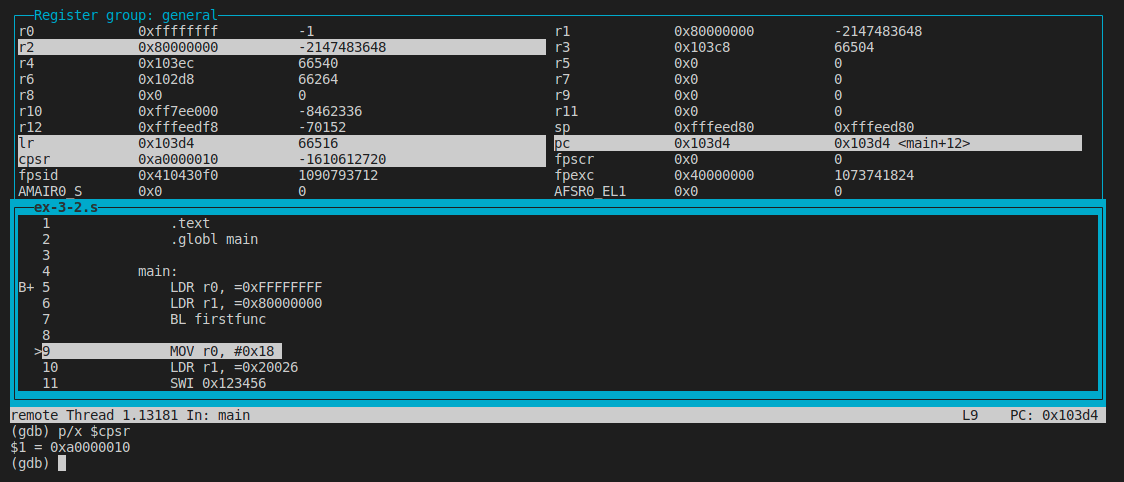 Register group: general
r0 0xffffffff -1 r1 0x80000000 -2147483648
r2 0x80000000 -2147483648 r3 0x103c8 66504
r4 0x103ec 66540 r5 0x0 0
r6 0x102d8 66264 r7 0x0 0
r8 0x0 0 r9 0x0 0
r10 0xff7ee000 -8462336 r11 0x0 0
r12 0xfffeedf8 -70152 sp 0xfffeed80 0xfffeed80
lr 0x103d4 66516 pc 0x103d4 0x103d4 <main+12>
cpsr 0xa0000010 -1610612720 fpscr 0x0 0
fpsid 0x410430f0 1090793712 fpexc 0x40000000 1073741824
AMAIR0_S 0x0 0 AFSR0_EL1 0x0 0
ex-3-2.s
1 .text
2 .globl main
3
4 main:
B+ 5 LDR r0, =0xFFFFFFFF
6 LDR r1, =0x80000000
7 BL firstfunc
8
>9 MOV r0, #0x18
10 LDR r1, =0x20026
11 SWI 0x123456
remote Thread 1.13181 In: main L9 PC: 0x103d4
(gdb) p/x $cpsr
$1 = 0xa0000010
(gdb)